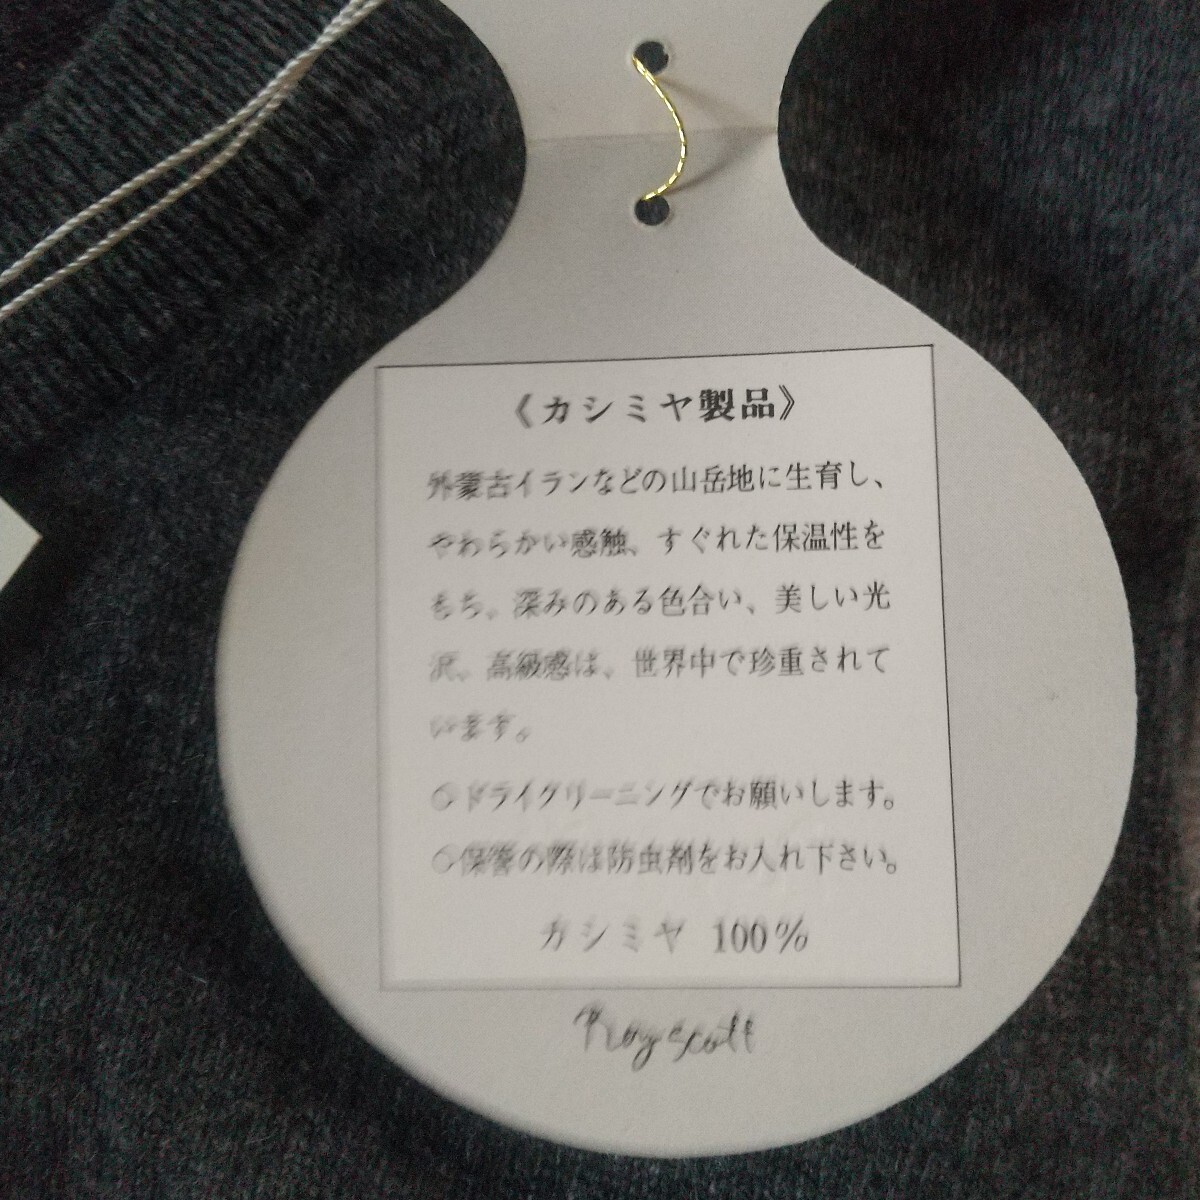 《カシミヤ製品》
外蒙古イランなどの山岳地に生育し、
やわらかい感触、すぐれた保温性を
もち、深みのある色合い、美しい光
沢、高級感は、世界中で珍重されて
います。
○ドライクリーニングでお願いします。
○保管の際は防虫剤をお入れ下さい。
カシミヤ 100%
Roy scott